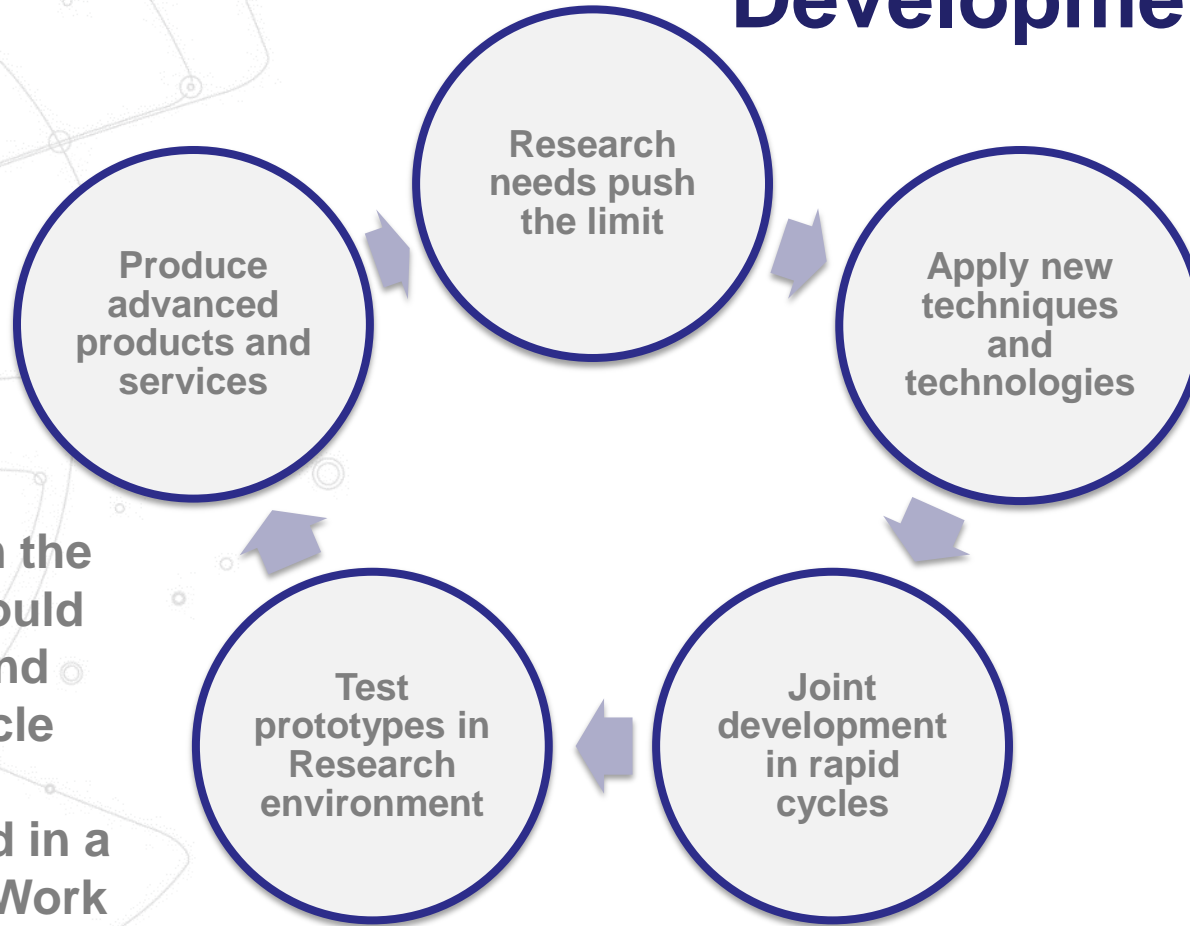 Developme
Research
needs push
the limit
Apply new
techniques
and
technologies
Joint
development
in rapid
cycles
Test
prototypes in
Research
environment
Produce
advanced
products and
services
the
ould
nd
cle
d in a
Work